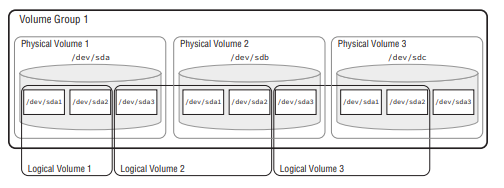 Volume Group 1
Physical Volume 1
Physical Volume 2
Physical Volume 3
/dev/sda
/dev/sdb
/dev/sdc
/dev/sda1 /dev/sda2 /dev/sda3
/dev/sda1 /dev/sda2 /dev/sda3
/dev/sda1 /dev/sda2 /dev/sda3
Logical Volume 1
Logical Volume 2
Logical Volume 3